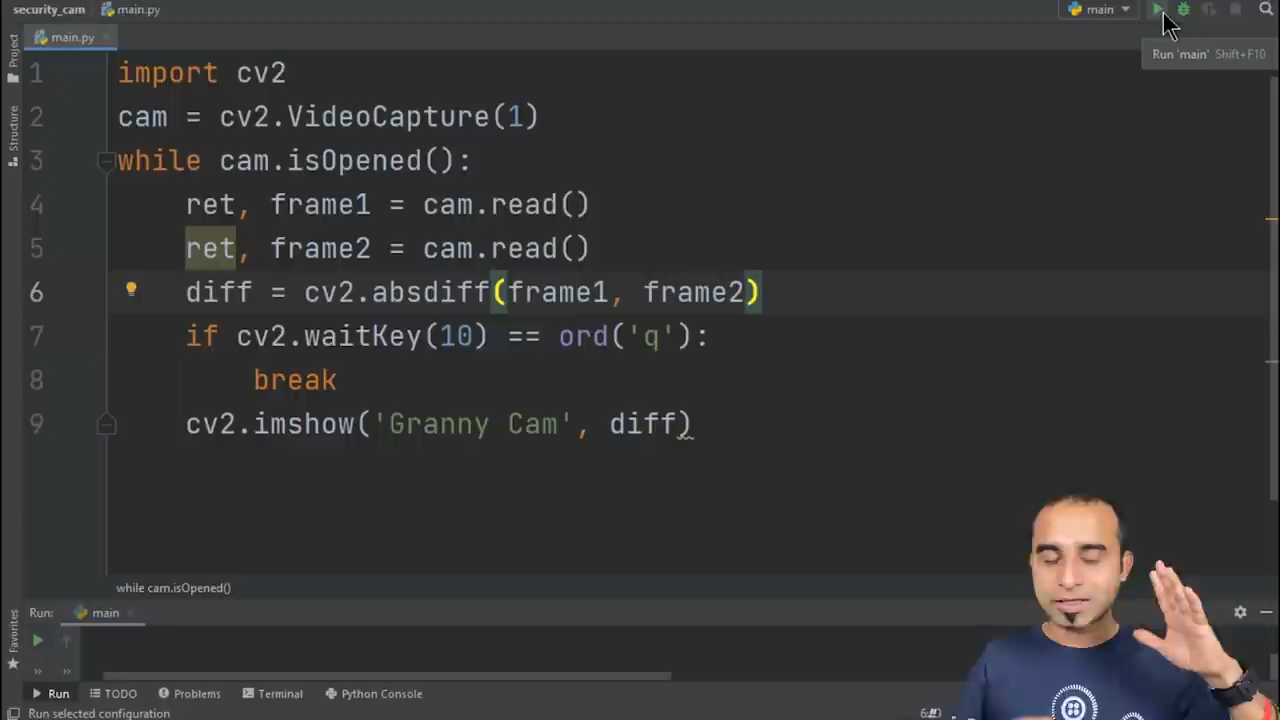 security_cam main.py
main
main.py
Run 'main' Shift+F10
Project
Structure
1 import cv2
2 cam = cv2.VideoCapture(1)
3 while cam.isOpened():
4 ret, frame1 = cam.read()
5 ret, frame2 = cam.read()
6 diff = cv2.absdiff(frame1, frame2)
7 if cv2.waitKey(10) == ord('q'):
8 break
9 cv2.imshow('Granny Cam', diff)
while cam.isOpened()
Run: main
Favorites
>> >>
Run TODO Problems Terminal Python Console
Run selected configuration